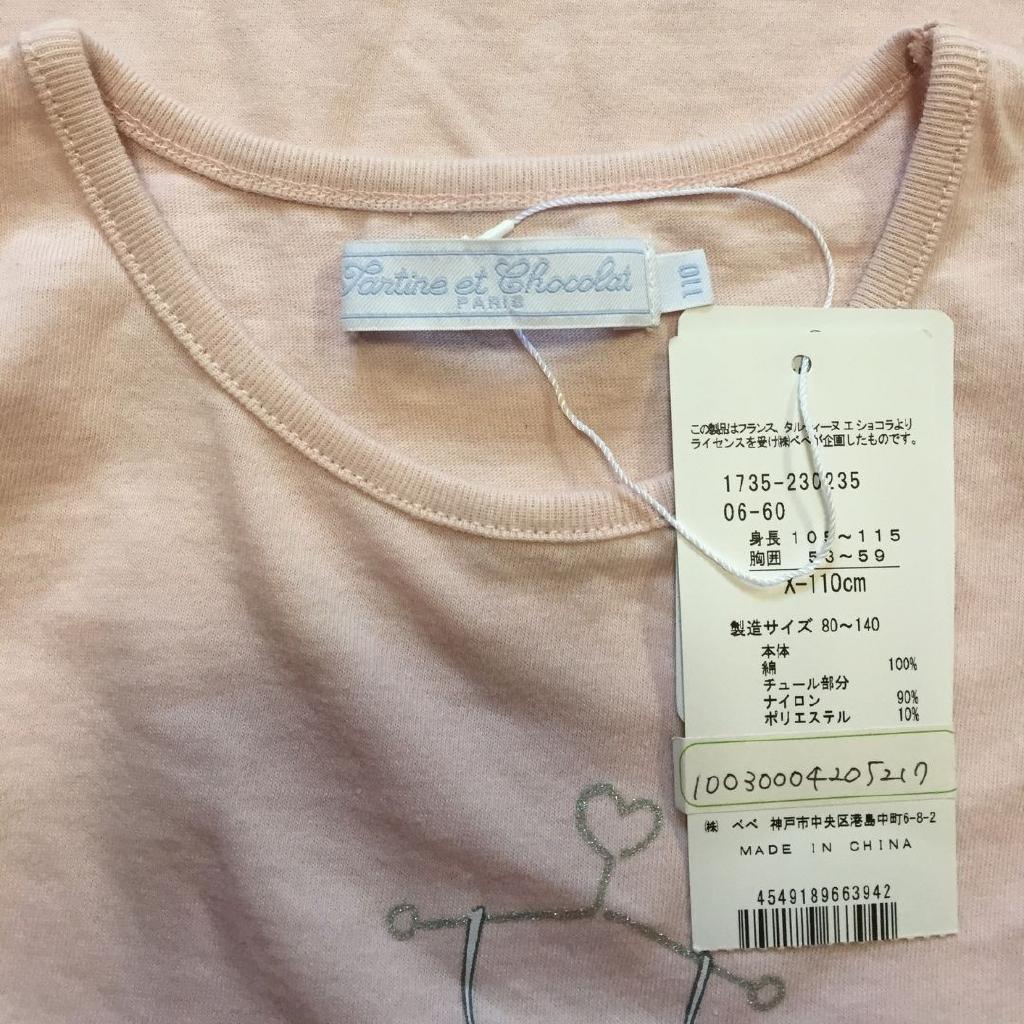 Tartine et Chocolat
PARIS
110
この製品はフランス、タルティーヌ エ ショコラより
ライセンスを受け㈱べべが企画したものです。
1735-230235
06-60
身長 105～115
胸囲 53～59
X-110cm
製造サイズ 80～140
本体
綿 100%
チュール部分
ナイロン 90%
ポリエステル 10%
10030004205217
㈱ べべ 神戸市中央区港島中町6-8-2
MADE IN CHINA
4549189663942